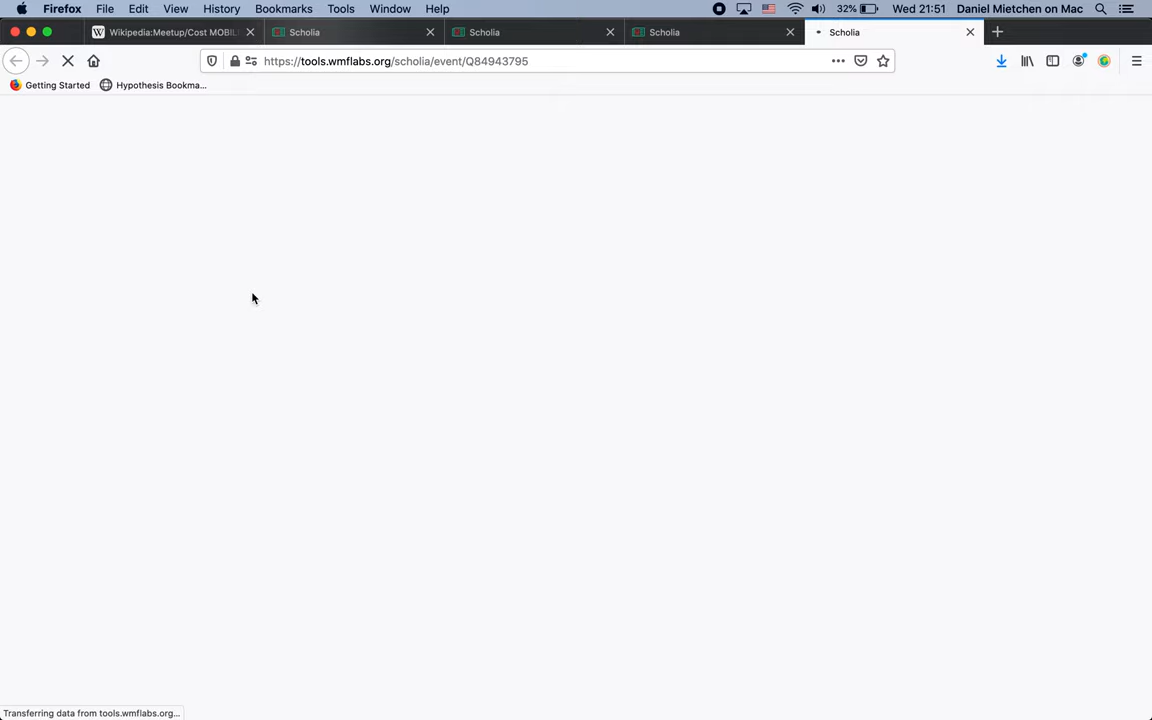 Firefox File Edit View History Bookmarks Tools Window Help 32% Wed 21:51 Daniel Mietchen on Mac
Wikipedia:Meetup/Cost MOBIL Scholia Scholia Scholia Scholia
https://tools.wmflabs.org/scholia/event/Q84943795
Getting Started Hypothesis Bookma...
Transferring data from tools.wmflabs.org...